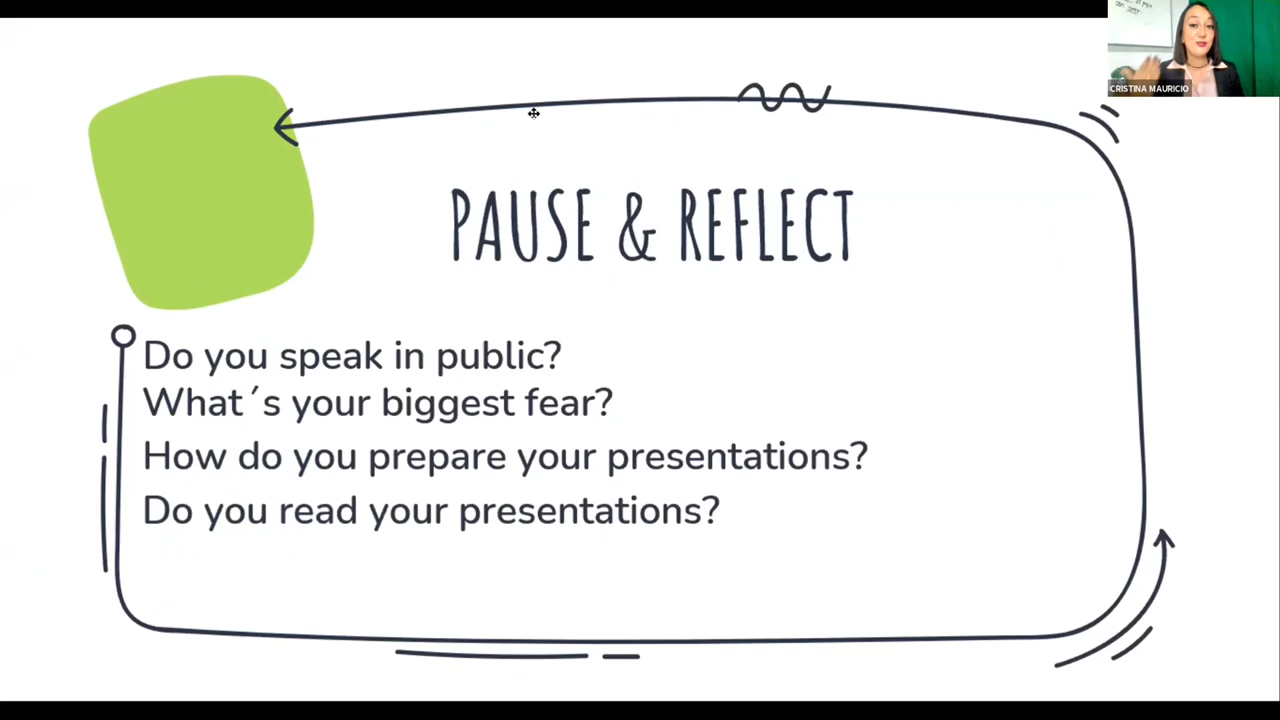 CRISTINA MAURICIO
PAUSE & REFLECT
Do you speak in public?
What´s your biggest fear?
How do you prepare your presentations?
Do you read your presentations?